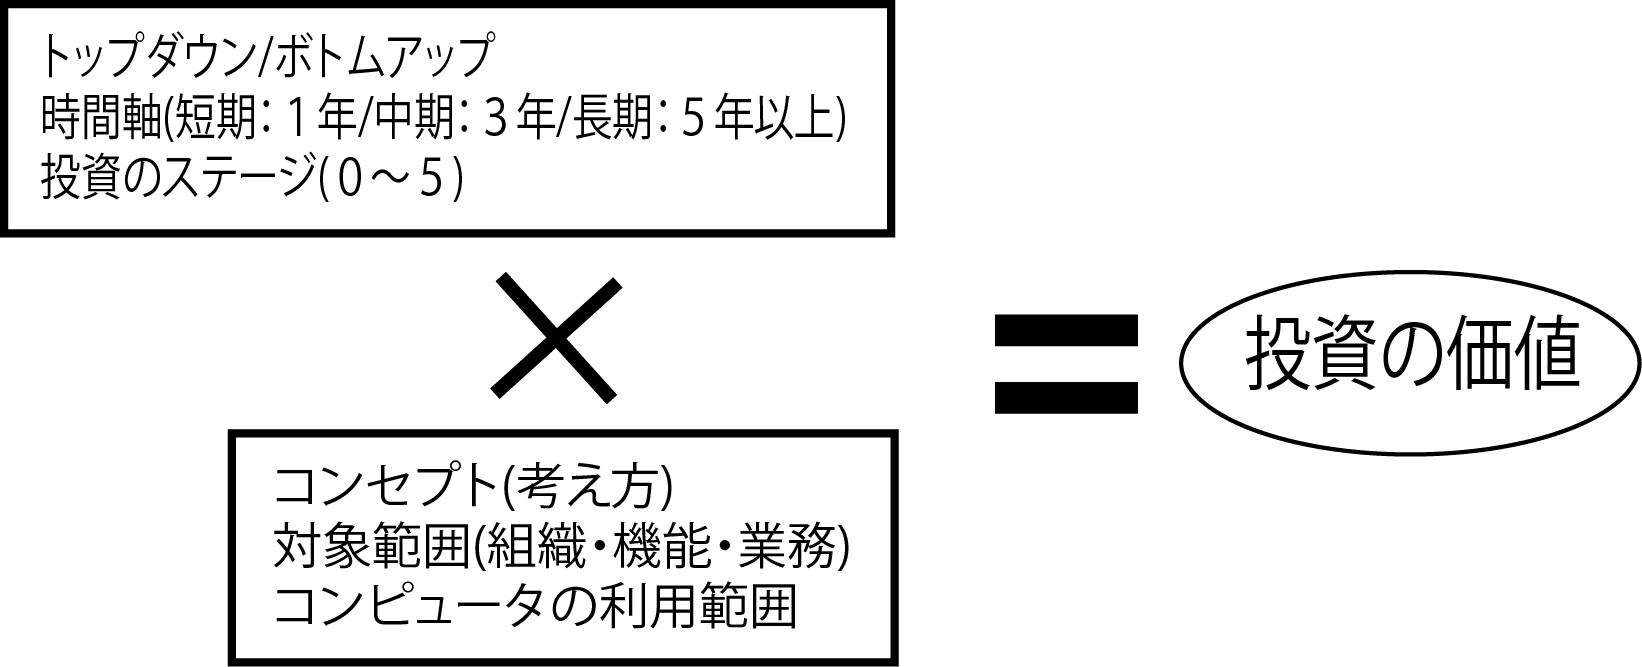 トップダウン/ボトムアップ
時間軸(短期：１年/中期：３年/長期：５年以上)
投資のステージ(０～５)
×
=
投資の価値
コンセプト(考え方)
対象範囲(組織・機能・業務)
コンピュータの利用範囲